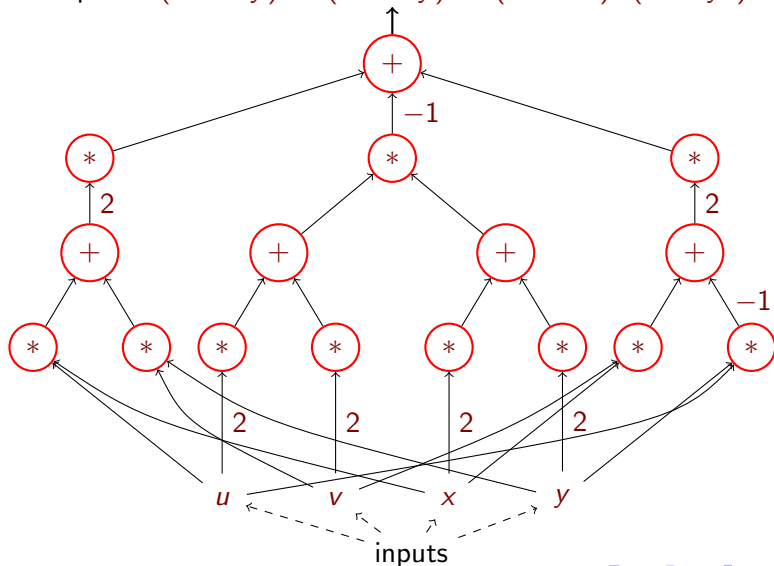 +
−1
* * *
2 2
+ + + +
−1
* * * * * * * *
2 2 2 2
u v x y
inputs